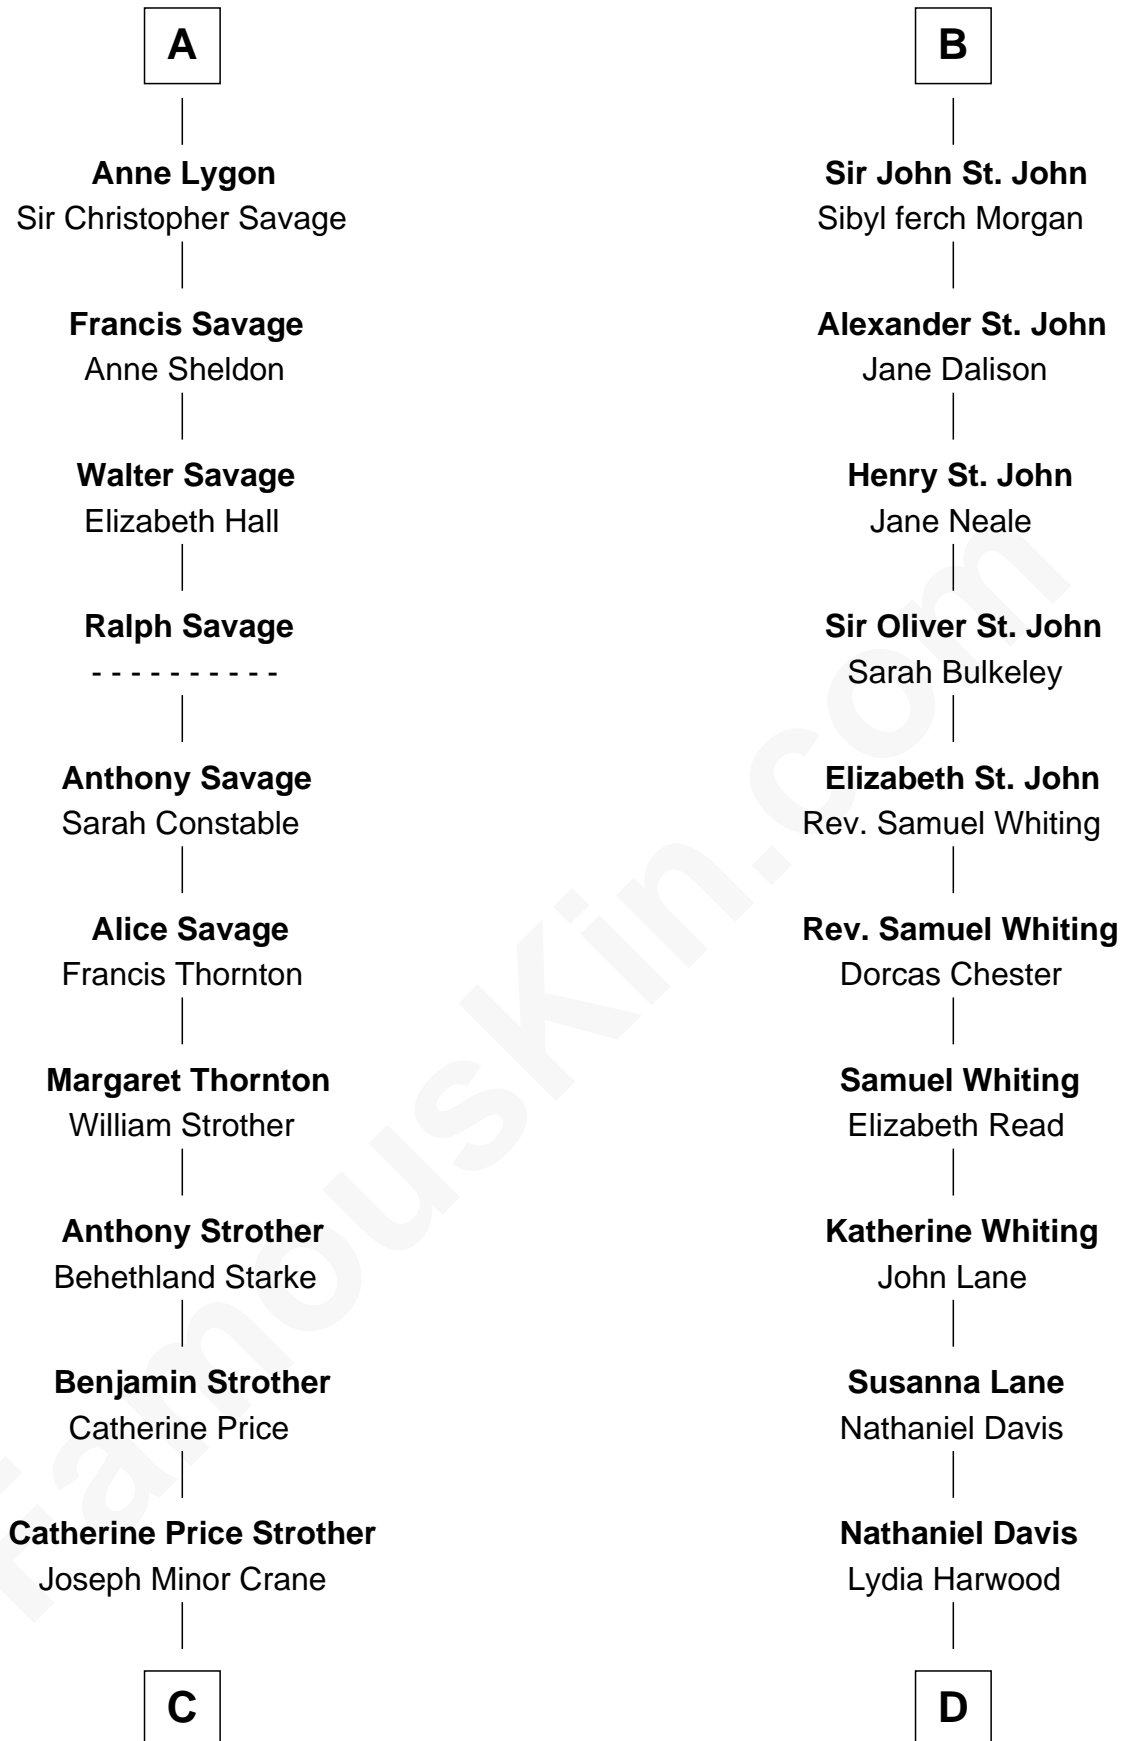 A
Anne Lygon
Sir Christopher Savage
Francis Savage
Anne Sheldon
Walter Savage
Elizabeth Hall
Ralph Savage
- - - - - - - - - -
Anthony Savage
Sarah Constable
Alice Savage
Francis Thornton
Margaret Thornton
William Strother
Anthony Strother
Behethland Starke
Benjamin Strother
Catherine Price
Catherine Price Strother
Joseph Minor Crane
C
B
Sir John St. John
Sibyl ferch Morgan
Alexander St. John
Jane Dalison
Henry St. John
Jane Neale
Sir Oliver St. John
Sarah Bulkeley
Elizabeth St. John
Rev. Samuel Whiting
Rev. Samuel Whiting
Dorcas Chester
Samuel Whiting
Elizabeth Read
Katherine Whiting
John Lane
Susanna Lane
Nathaniel Davis
Nathaniel Davis
Lydia Harwood
D
FamousKin.com